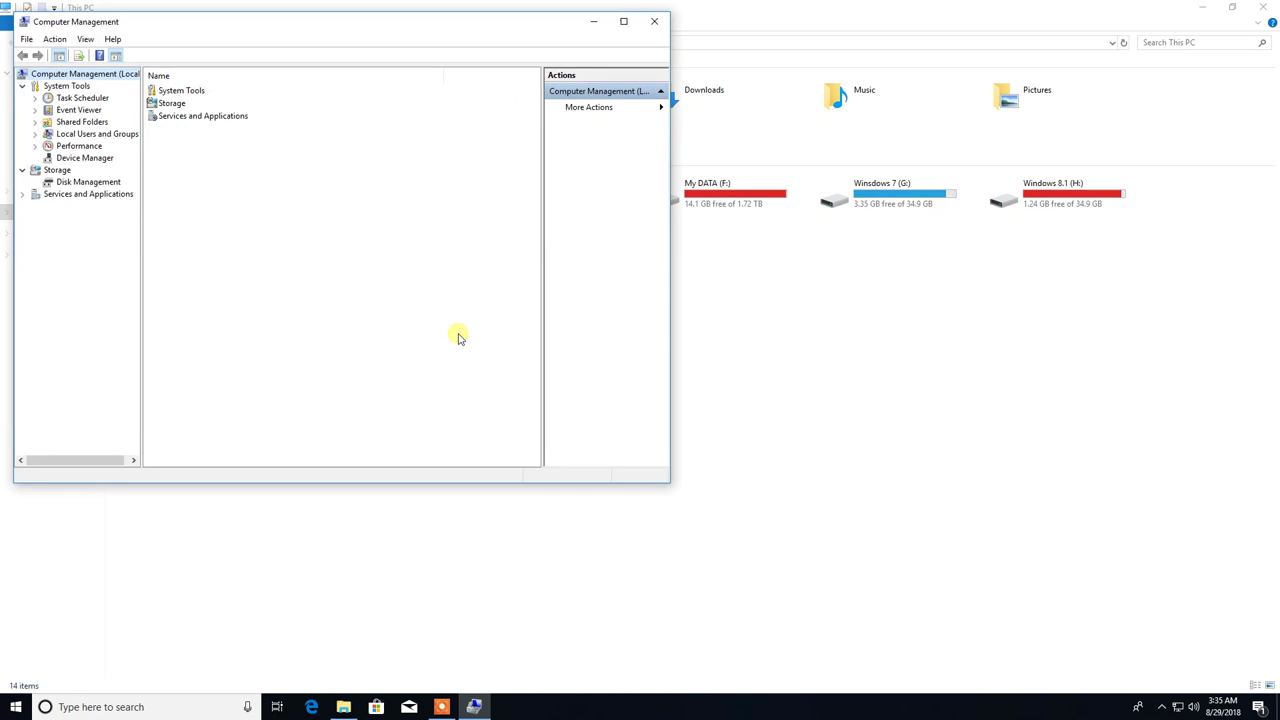 This PC
Computer Management
File Action View Help
Search This PC
Computer Management (Local
System Tools
Task Scheduler
Event Viewer
Shared Folders
Local Users and Groups
Performance
Device Manager
Storage
Disk Management
Services and Applications
Name
System Tools
Storage
Services and Applications
Actions
Computer Management (L...
More Actions
Downloads
Music
Pictures
My DATA (F:)
14.1 GB free of 1.72 TB
Winsdows 7 (G:)
3.35 GB free of 34.9 GB
Windows 8.1 (H:)
1.24 GB free of 34.9 GB
14 items
Type here to search
3:35 AM
8/29/2018
1